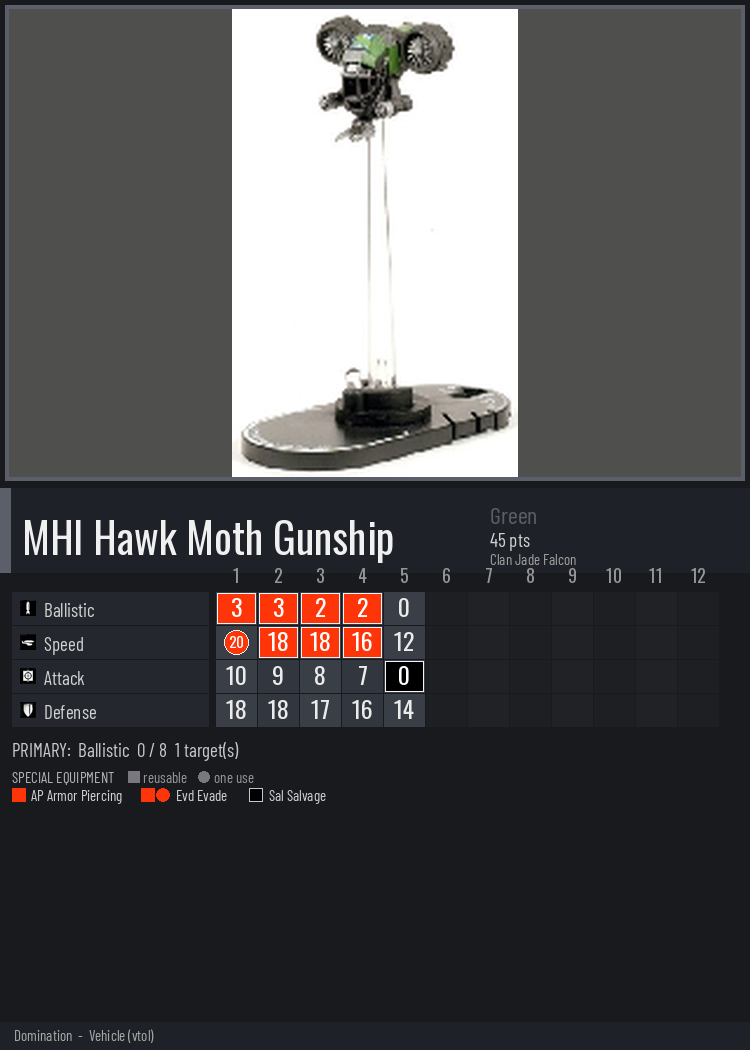 MHI Hawk Moth Gunship
Green
45 pts
Clan Jade Falcon
1 2 3 4 5 6 7 8 9 10 11 12
Ballistic 3 3 2 2 0
Speed 20 18 18 16 12
Attack 10 9 8 7 0
Defense 18 18 17 16 14
PRIMARY: Ballistic 0 / 8 1 target(s)
SPECIAL EQUIPMENT reusable one use
AP Armor Piercing Evd Evade Sal Salvage
Domination - Vehicle (vtol)